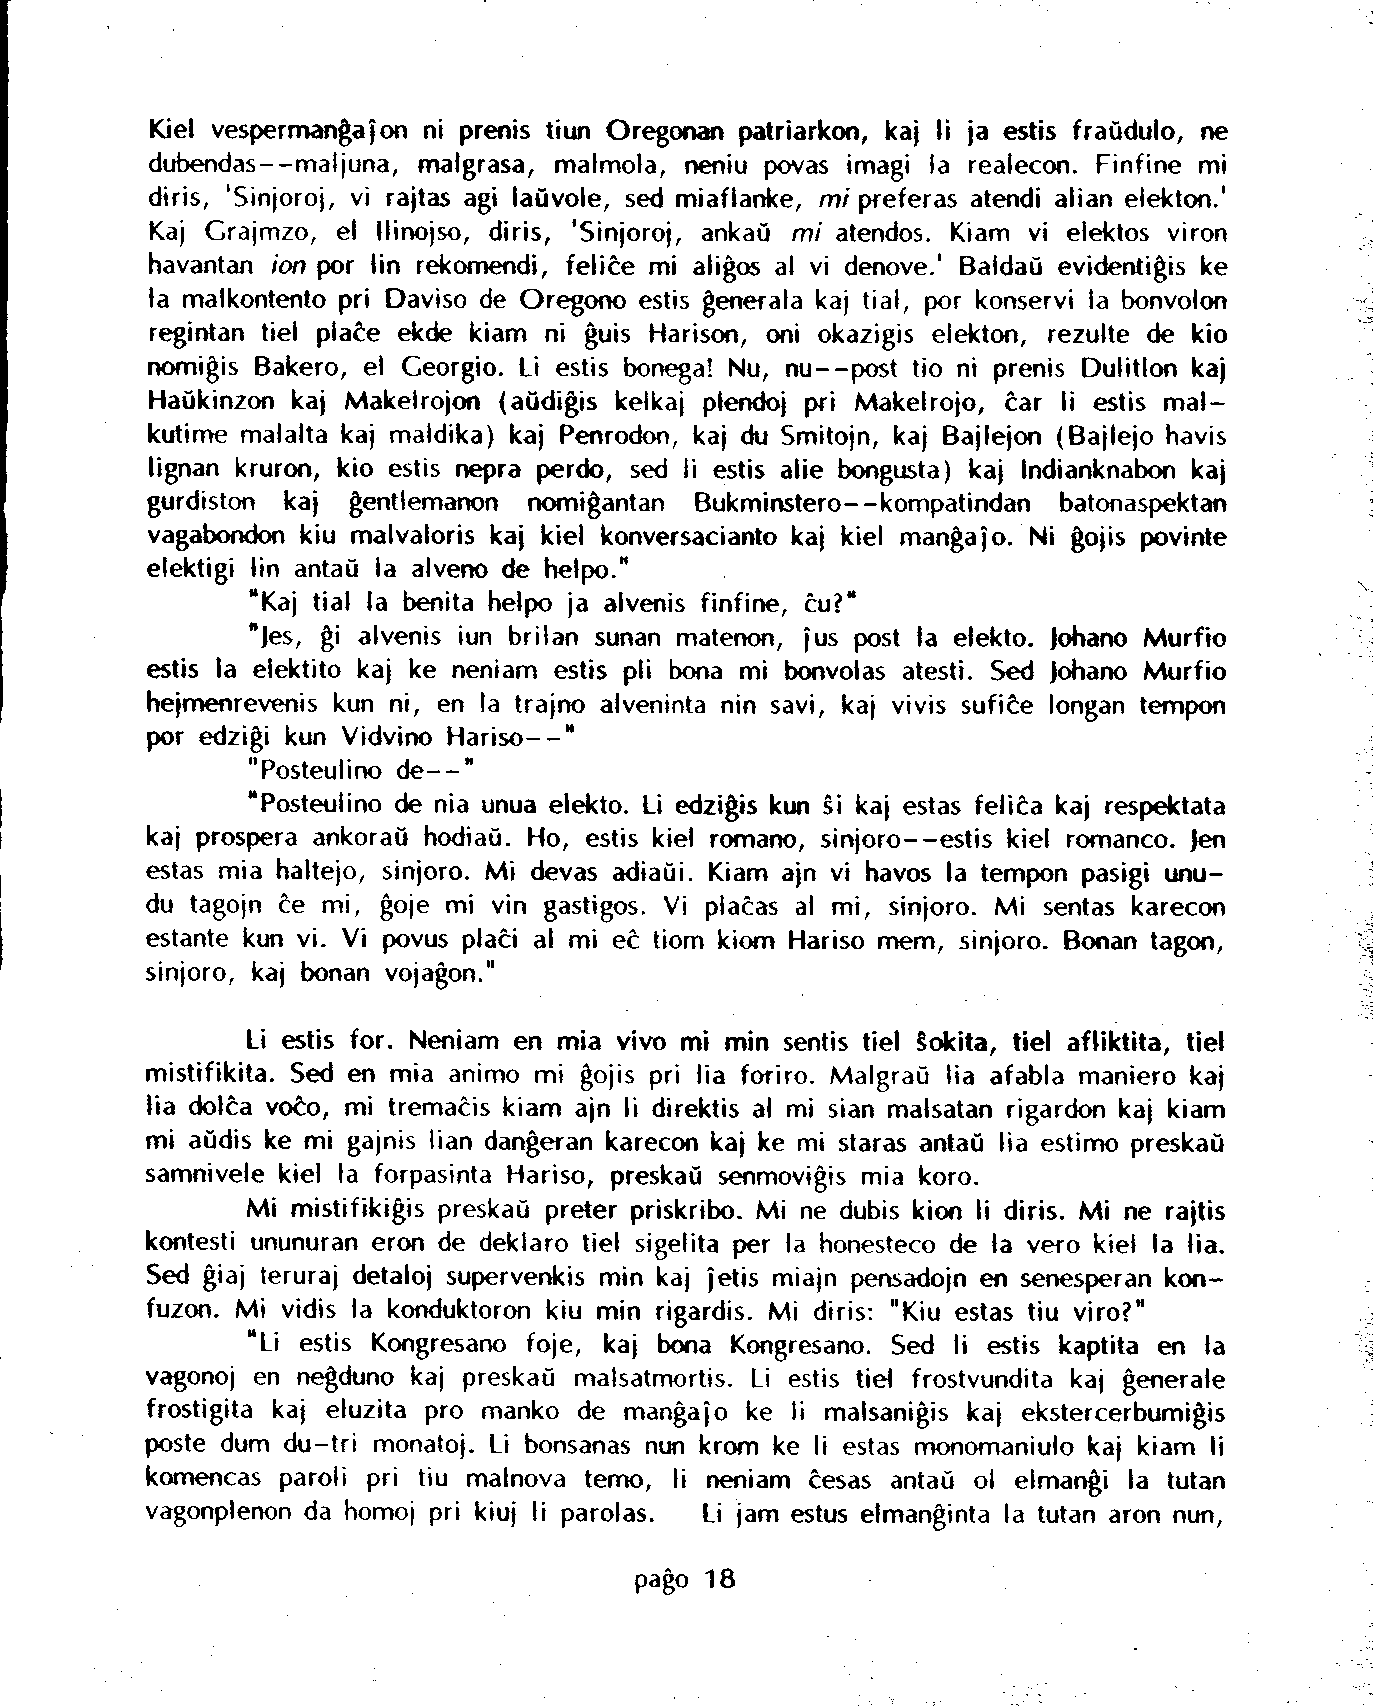 Kiel vespermanĝaĵon ni prenis tiun Oregonan patriarkon, kaj li ja estis fraŭdulo, ne
dubendas--maljuna, malgrasa, malmola, neniu povas imagi la realecon. Finfine mi
diris, 'Sinjoroj, vi rajtas agi laŭvole, sed miaflanke, mi preferas atendi alian elekton.'
Kaj Grajmzo, el Ilinojso, diris, 'Sinjoroj, ankaŭ mi atendos. Kiam vi elektos viron
havantan ion por lin rekomendi, feliĉe mi aliĝos al vi denove.' Baldaŭ evidentiĝis ke
la malkontento pri Daviso de Oregono estis ĝenerala kaj tial, por konservi la bonvolon
regintan tiel plaĉe ekde kiam ni ĝuis Harison, oni okazigis elekton, rezulte de kio
nomiĝis Bakero, el Georgio. Li estis bonega! Nu, nu--post tio ni prenis Dulitlon kaj
Haŭkinzon kaj Makelrojon (aŭdiĝis kelkaj plendoj pri Makelrojo, ĉar li estis mal-
kutime malalta kaj maldika) kaj Penrodon, kaj du Smitojn, kaj Bajlejon (Bajlejo havis
lignan kruron, kio estis nepra perdo, sed li estis alie bongusta) kaj Indianknabon kaj
gurdiston kaj ĝentlemanon nomiĝantan Bukminstero--kompatindan batonaspektan
vagabondon kiu malvaloris kaj kiel konversacianto kaj kiel manĝaĵo. Ni ĝojis povinte
elektigi lin antaŭ la alveno de helpo."
"Kaj tial la benita helpo ja alvenis finfine, ĉu?"
"Jes, ĝi alvenis iun brilan sunan matenon, ĵus post la elekto. Johano Murfio
estis la elektito kaj ke neniam estis pli bona mi bonvolas atesti. Sed Johano Murfio
hejmenrevenis kun ni, en la trajno alveninta nin savi, kaj vivis sufiĉe longan tempon
por edziĝi kun Vidvino Hariso--"
"Posteulino de--"
"Posteulino de nia unua elekto. Li edziĝis kun ŝi kaj estas feliĉa kaj respektata
kaj prospera ankoraŭ hodiaŭ. Ho, estis kiel romano, sinjoro--estis kiel romanco. Jen
estas mia haltejo, sinjoro. Mi devas adiaŭi. Kiam ajn vi havos la tempon pasigi unu-
du tagojn ĉe mi, ĝoje mi vin gastigos. Vi plaĉas al mi, sinjoro. Mi sentas karecon
estante kun vi. Vi povus plaĉi al mi eĉ tiom kiom Hariso mem, sinjoro. Bonan tagon,
sinjoro, kaj bonan vojaĝon."
Li estis for. Neniam en mia vivo mi min sentis tiel ŝokita, tiel afliktita, tiel
mistifikita. Sed en mia animo mi ĝojis pri lia foriro. Malgraŭ lia afabla maniero kaj
lia dolĉa voĉo, mi tremaĉis kiam ajn li direktis al mi sian malsatan rigardon kaj kiam
mi aŭdis ke mi gajnis lian danĝeran karecon kaj ke mi staras antaŭ lia estimo preskaŭ
samnivele kiel la forpasinta Hariso, preskaŭ senmoviĝis mia koro.
Mi mistifikiĝis preskaŭ preter priskribo. Mi ne dubis kion li diris. Mi ne rajtis
kontesti ununuran eron de deklaro tiel sigelita per la honesteco de la vero kiel la lia.
Sed ĝiaj teruraj detaloj supervenkis min kaj ĵetis miajn pensadojn en senesperan kon-
fuzon. Mi vidis la konduktoron kiu min rigardis. Mi diris: "Kiu estas tiu viro?"
"Li estis Kongresano foje, kaj bona Kongresano. Sed li estis kaptita en la
vagonoj en neĝduno kaj preskaŭ malsatmortis. Li estis tiel frostvundita kaj ĝenerale
frostigita kaj eluzita pro manko de manĝaĵo ke li malsaniĝis kaj ekstercerbumiĝis
poste dum du-tri monatoj. Li bonsanas nun krom ke li estas monomaniulo kaj kiam li
komencas paroli pri tiu malnova temo, li neniam ĉesas antaŭ ol elmanĝi la tutan
vagonplenon da homoj pri kiuj li parolas. Li jam estus elmanĝinta la tutan aron nun,
paĝo 18